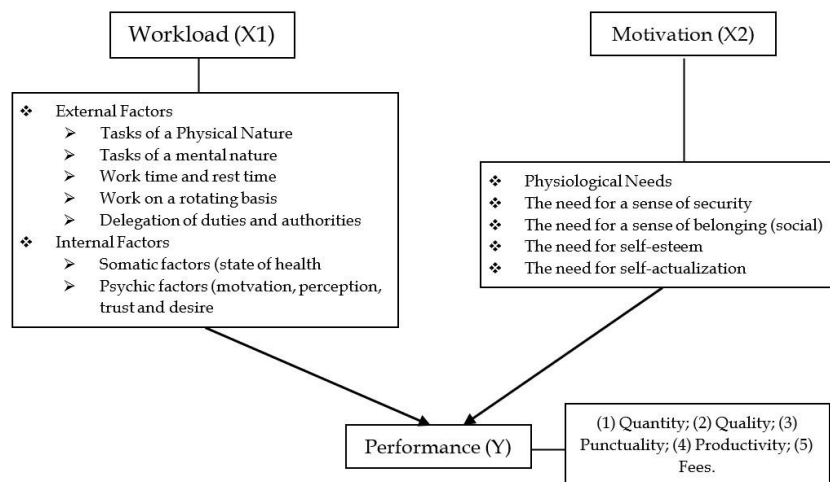 Workload (X1)
Motivation (X2)
❖ External Factors
➢ Tasks of a Physical Nature
➢ Tasks of a mental nature
➢ Work time and rest time
➢ Work on a rotating basis
➢ Delegation of duties and authorities
❖ Internal Factors
➢ Somatic factors (state of health
➢ Psychic factors (motvation, perception,
trust and desire
❖ Physiological Needs
❖ The need for a sense of security
❖ The need for a sense of belonging (social)
❖ The need for self-esteem
❖ The need for self-actualization
Performance (Y)
(1) Quantity; (2) Quality; (3)
Punctuality; (4) Productivity; (5)
Fees.